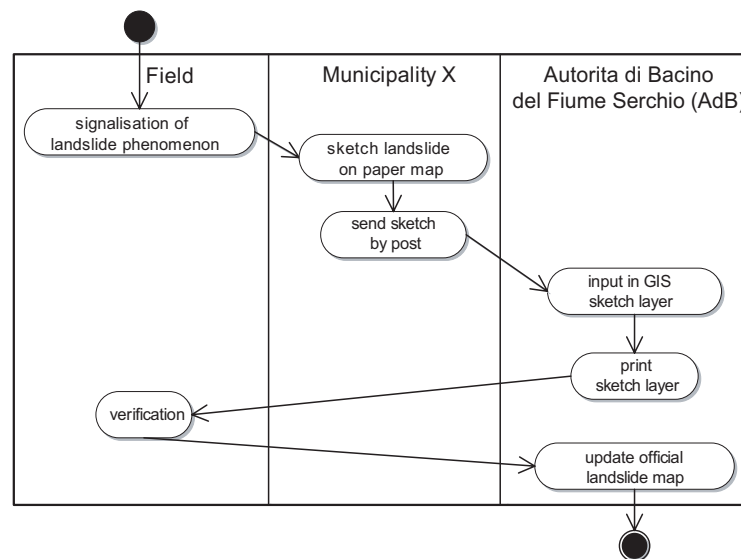 Field
Municipality X
Autorita di Bacino
del Fiume Serchio (AdB)
signalisation of
landslide phenomenon
sketch landslide
on paper map
send sketch
by post
input in GIS
sketch layer
print
sketch layer
verification
update official
landslide map